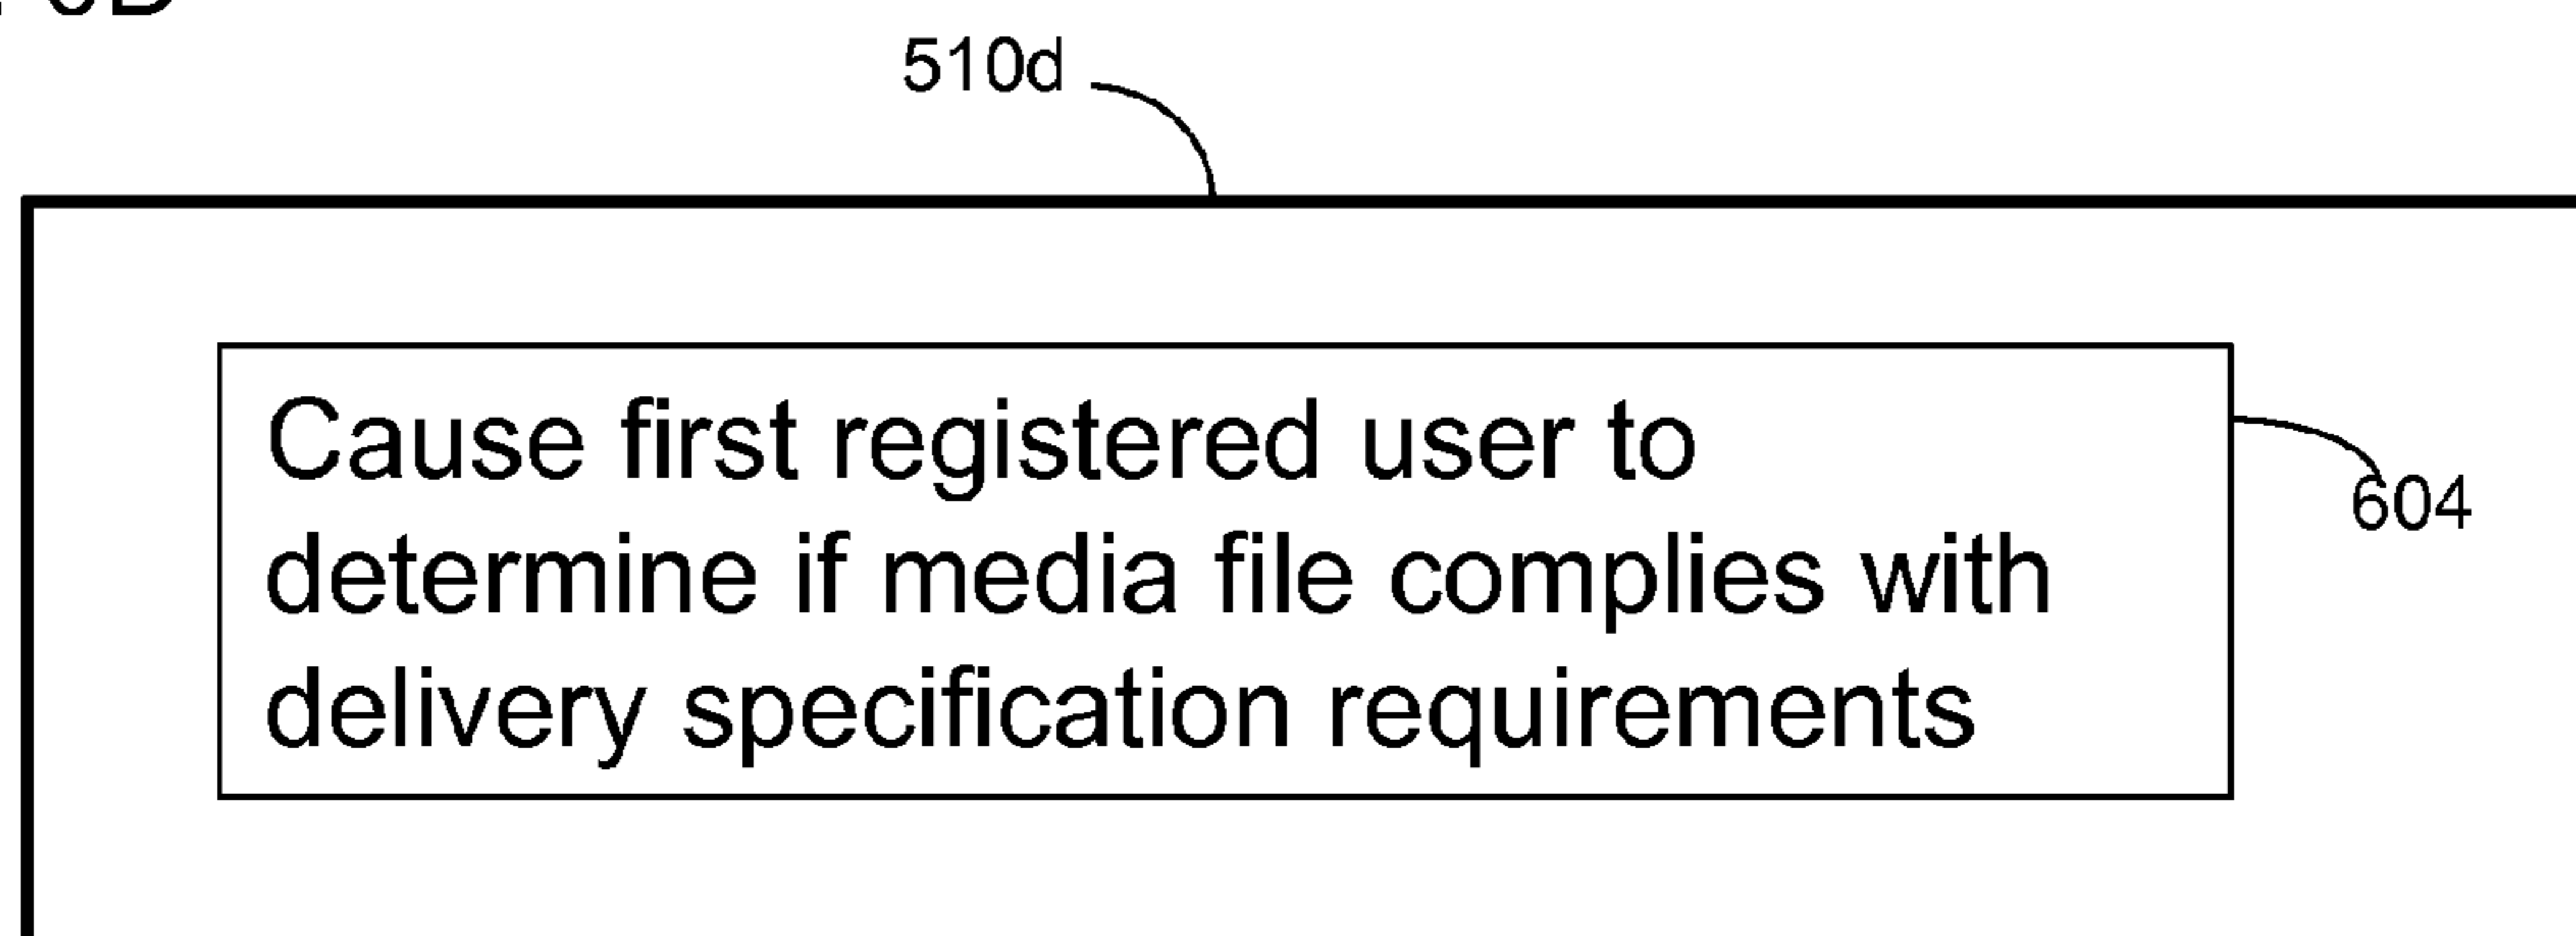 510d
Cause first registered user to
determine if media file complies with
delivery specification requirements
604